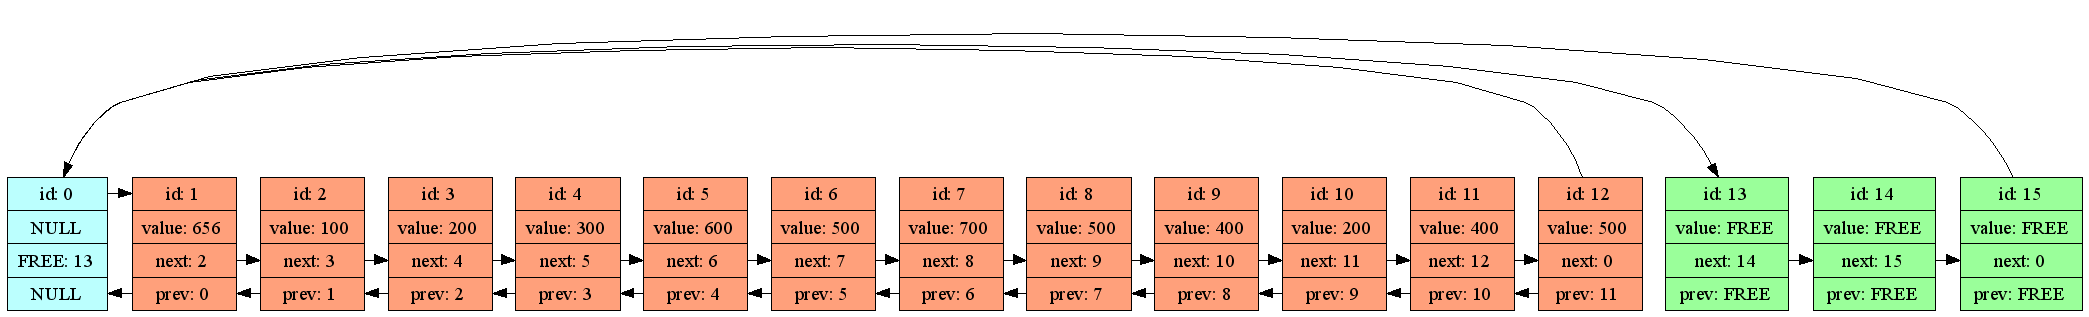 id: 0
NULL
FREE: 13
NULL
id: 1
value: 656
next: 2
prev: 0
id: 2
value: 100
next: 3
prev: 1
id: 3
value: 200
next: 4
prev: 2
id: 4
value: 300
next: 5
prev: 3
id: 5
value: 600
next: 6
prev: 4
id: 6
value: 500
next: 7
prev: 5
id: 7
value: 700
next: 8
prev: 6
id: 8
value: 500
next: 9
prev: 7
id: 9
value: 400
next: 10
prev: 8
id: 10
value: 200
next: 11
prev: 9
id: 11
value: 400
next: 12
prev: 10
id: 12
value: 500
next: 0
prev: 11
id: 13
value: FREE
next: 14
prev: FREE
id: 14
value: FREE
next: 15
prev: FREE
id: 15
value: FREE
next: 0
prev: FREE